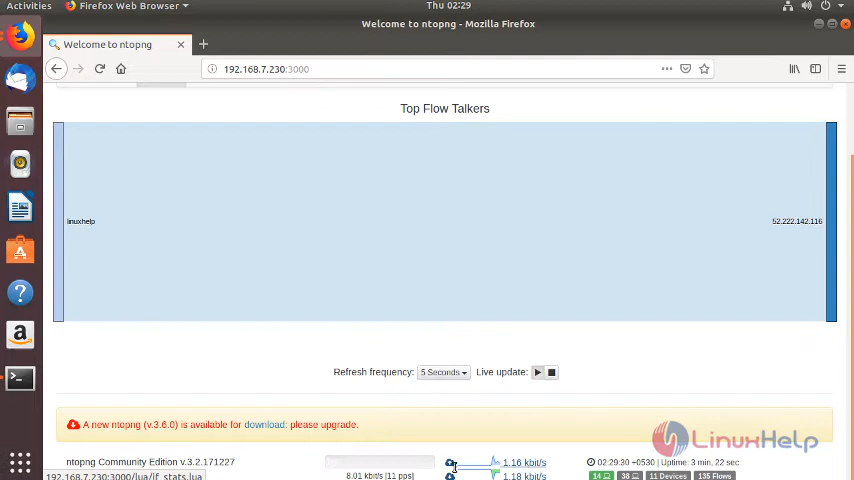 Activities Firefox Web Browser Thu 02:29
Welcome to ntopng - Mozilla Firefox
Welcome to ntopng
192.168.7.230:3000
Top Flow Talkers
linuxhelp 52.222.142.116
Refresh frequency: 5 Seconds Live update:
A new ntopng (v.3.6.0) is available for download: please upgrade.
LinuxHelp
ntopng Community Edition v.3.2.171227 1.16 kbit/s 02:29:30 +0530 | Uptime: 3 min, 22 sec
192.168.7.230:3000/lua/if_stats.lua 8.01 kbit/s [11 pps] 1.18 kbit/s 14 38 11 Devices 135 Flows